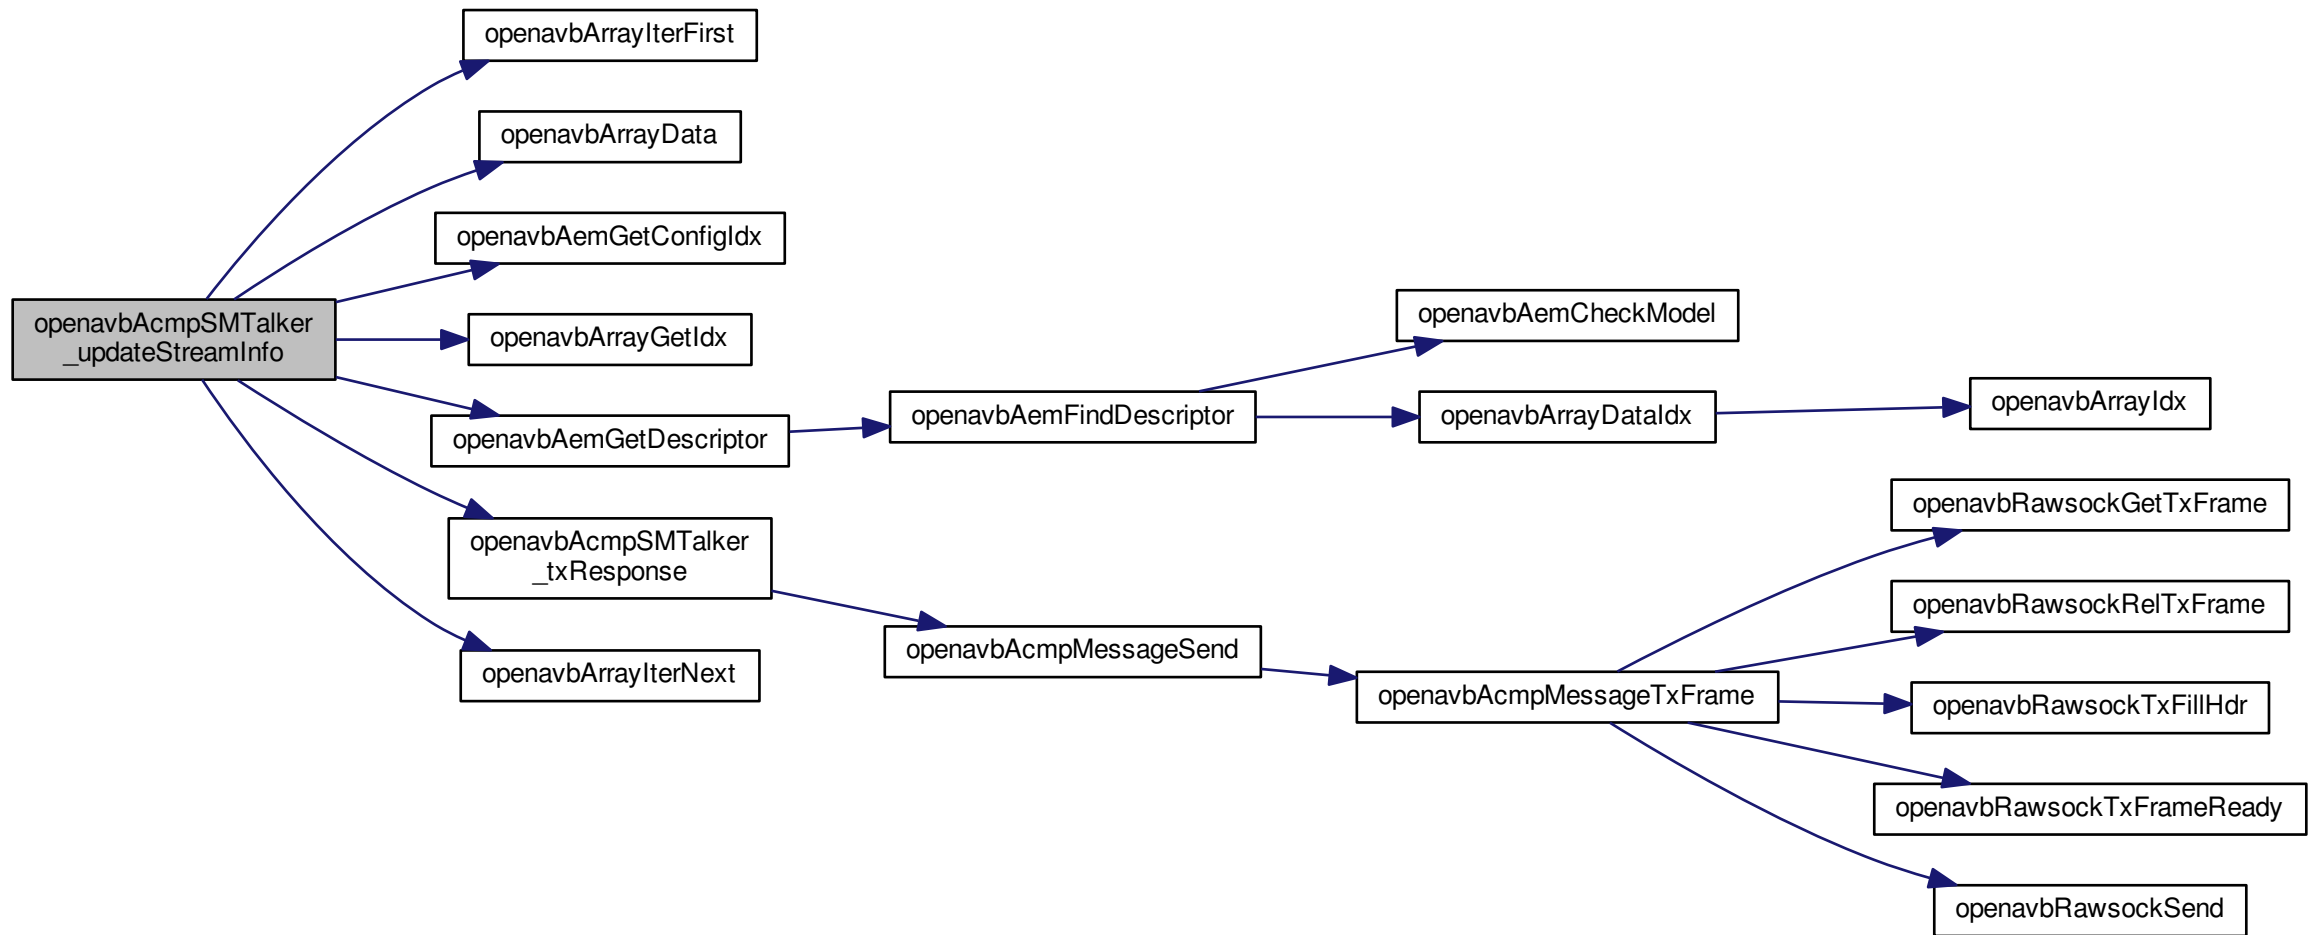 openavbArrayIterFirst
openavbArrayData
openavbAemGetConfigIdx
openavbAcmpSMTalker
_updateStreamInfo
openavbArrayGetIdx
openavbAemGetDescriptor
openavbAemFindDescriptor
openavbAemCheckModel
openavbArrayDataIdx
openavbArrayIdx
openavbAcmpSMTalker
_txResponse
openavbArrayIterNext
openavbAcmpMessageSend
openavbAcmpMessageTxFrame
openavbRawsockGetTxFrame
openavbRawsockRelTxFrame
openavbRawsockTxFillHdr
openavbRawsockTxFrameReady
openavbRawsockSend